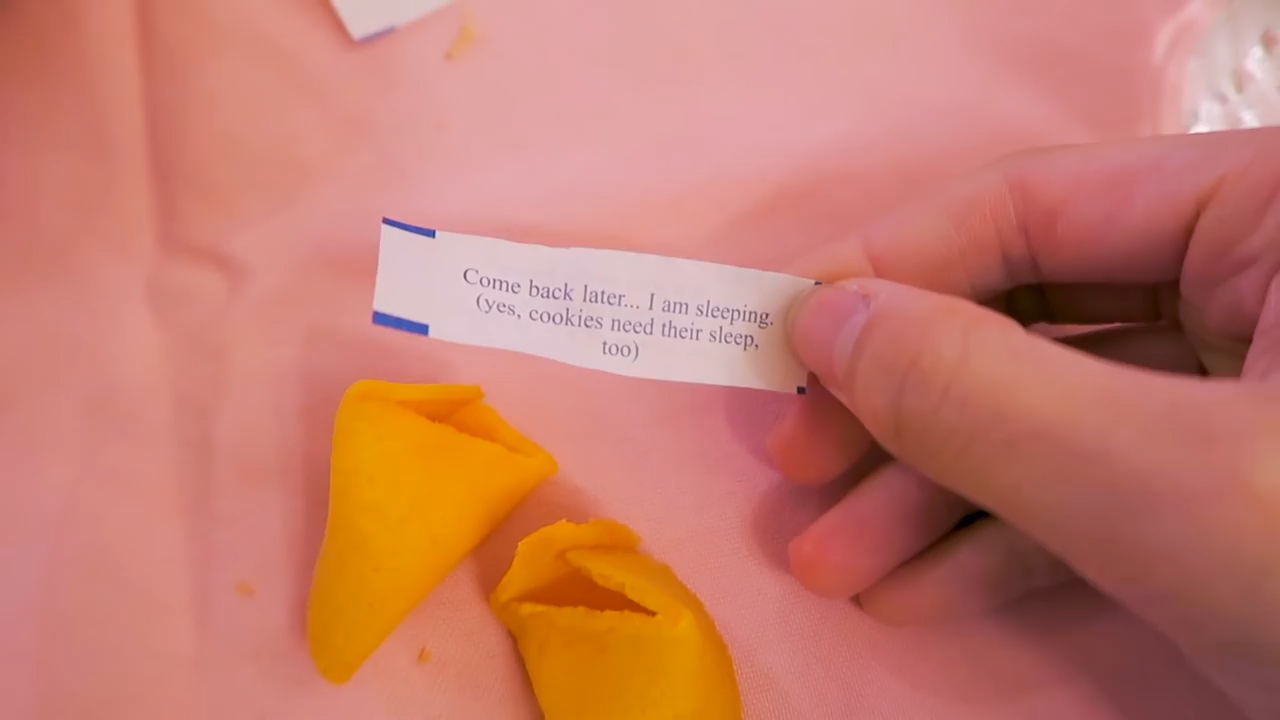 Come back later... I am sleeping.
(yes, cookies need their sleep,
too)